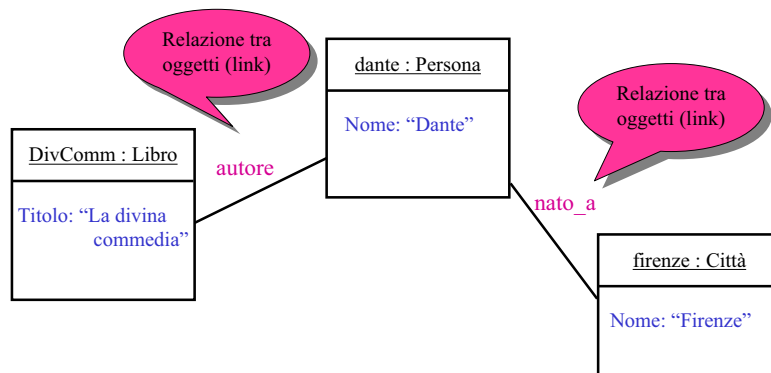 Relazione tra
oggetti (link)
dante : Persona
Nome: “Dante”
Relazione tra
oggetti (link)
DivComm : Libro
autore
Titolo: “La divina
commedia”
nato_a
firenze : Città
Nome: “Firenze”